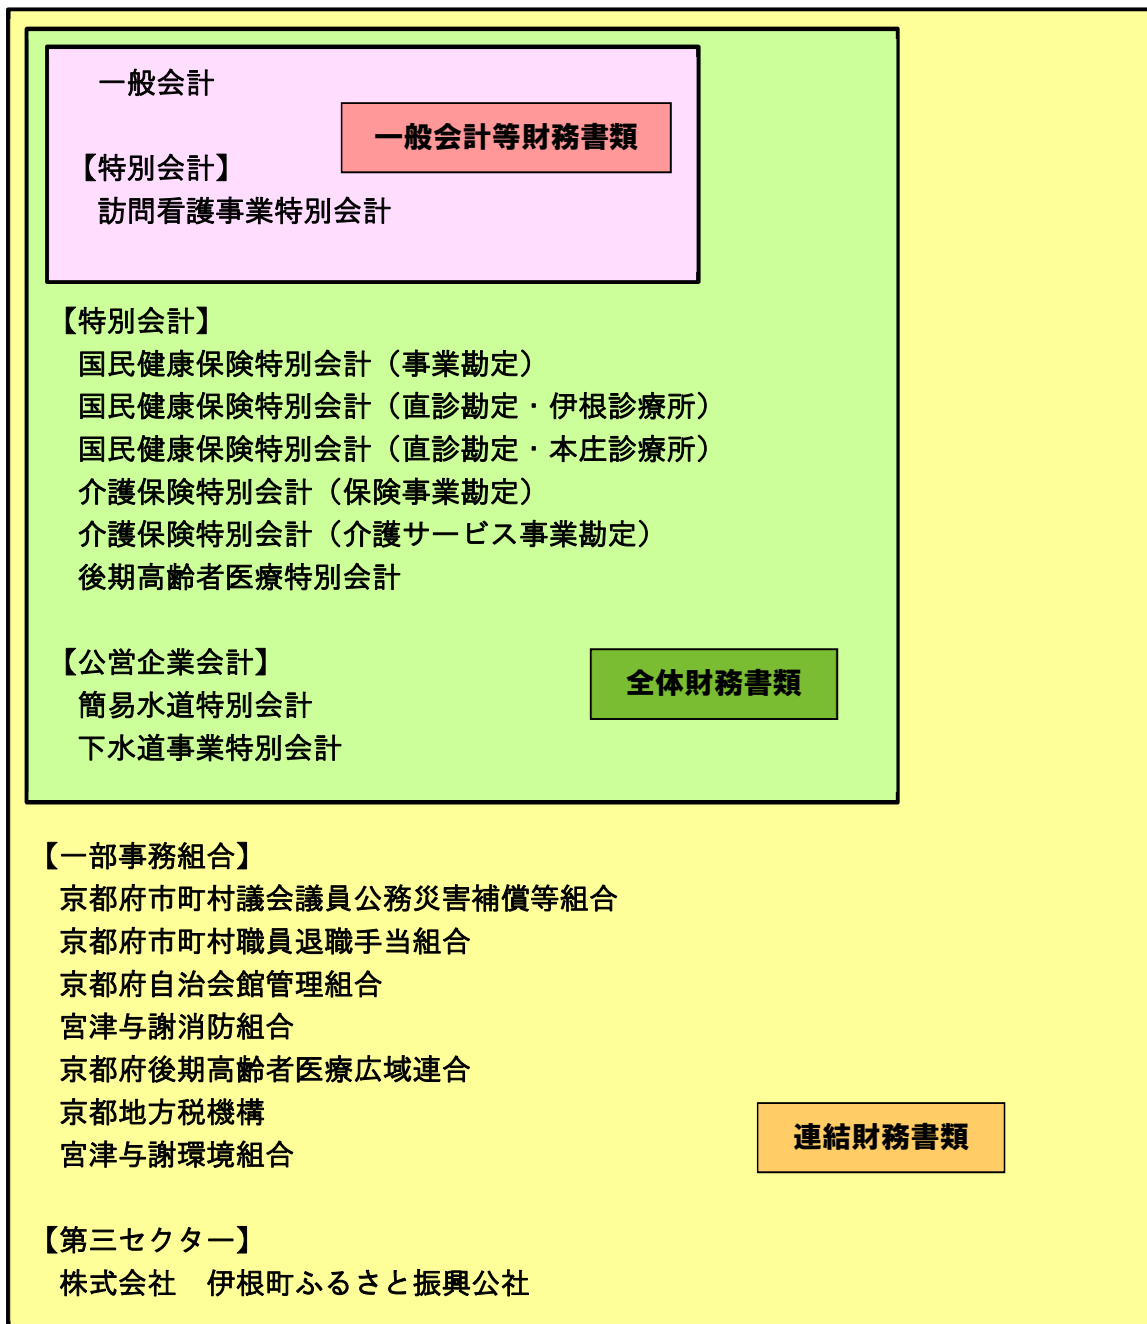 一般会計
一般会計等財務書類
【特別会計】
訪問看護事業特別会計
【特別会計】
国民健康保険特別会計（事業勘定）
国民健康保険特別会計（直診勘定・伊根診療所）
国民健康保険特別会計（直診勘定・本庄診療所）
介護保険特別会計（保険事業勘定）
介護保険特別会計（介護サービス事業勘定）
後期高齢者医療特別会計
【公営企業会計】
全体財務書類
簡易水道特別会計
下水道事業特別会計
【一部事務組合】
京都府市町村議会議員公務災害補償等組合
京都府市町村職員退職手当組合
京都府自治会館管理組合
宮津与謝消防組合
京都府後期高齢者医療広域連合
京都地方税機構
連結財務書類
宮津与謝環境組合
【第三セクター】
株式会社　伊根町ふるさと振興公社